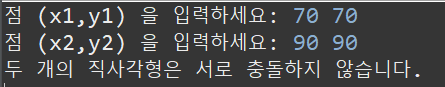 점 (x1,y1) 을 입력하세요: 70 70
점 (x2,y2) 을 입력하세요: 90 90
두 개의 직사각형은 서로 충돌하지 않습니다.